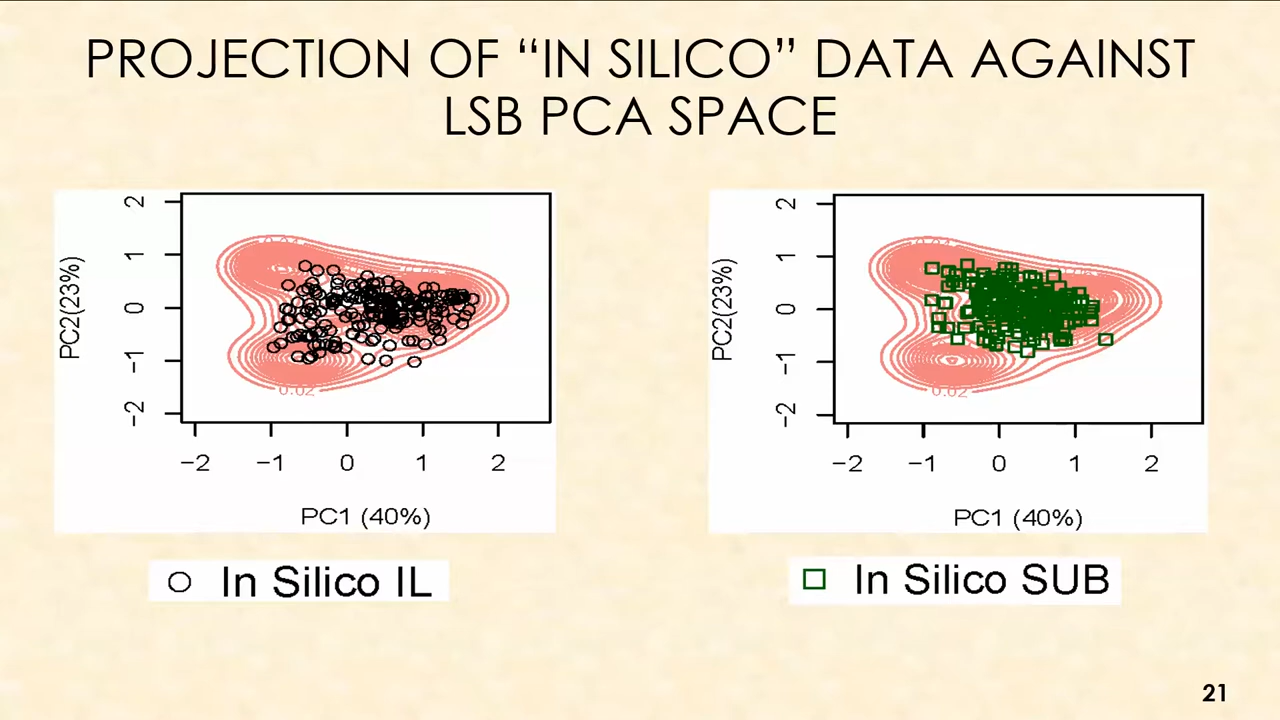 PROJECTION OF “IN SILICO” DATA AGAINST
LSB PCA SPACE
2
1
0
−1
−2
PC2(23%)
0.02
−2 −1 0 1 2
PC1 (40%)
In Silico IL
2
1
0
−1
−2
PC2(23%)
0.02
−2 −1 0 1 2
PC1 (40%)
In Silico SUB
21